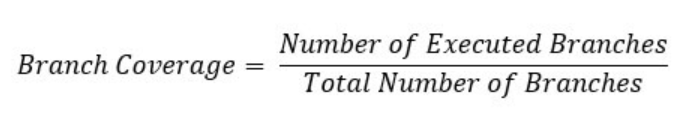 Branch Coverage = Number of Executed Branches
Total Number of Branches